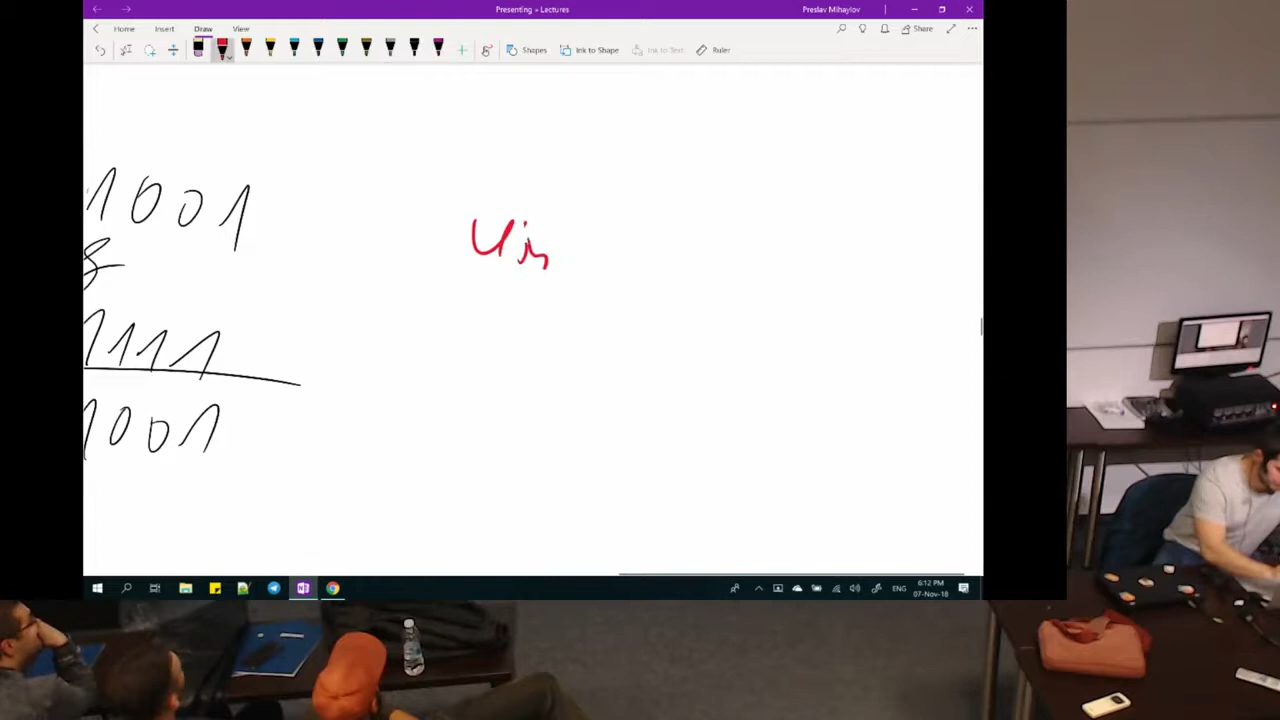 Presenting » Lectures
Preslav Mihaylov
Home Insert Draw View
Share
Shapes Ink to Shape Ink to Text Ruler
1001
&
1111
1001
6:12 PM
ENG
07-Nov-18